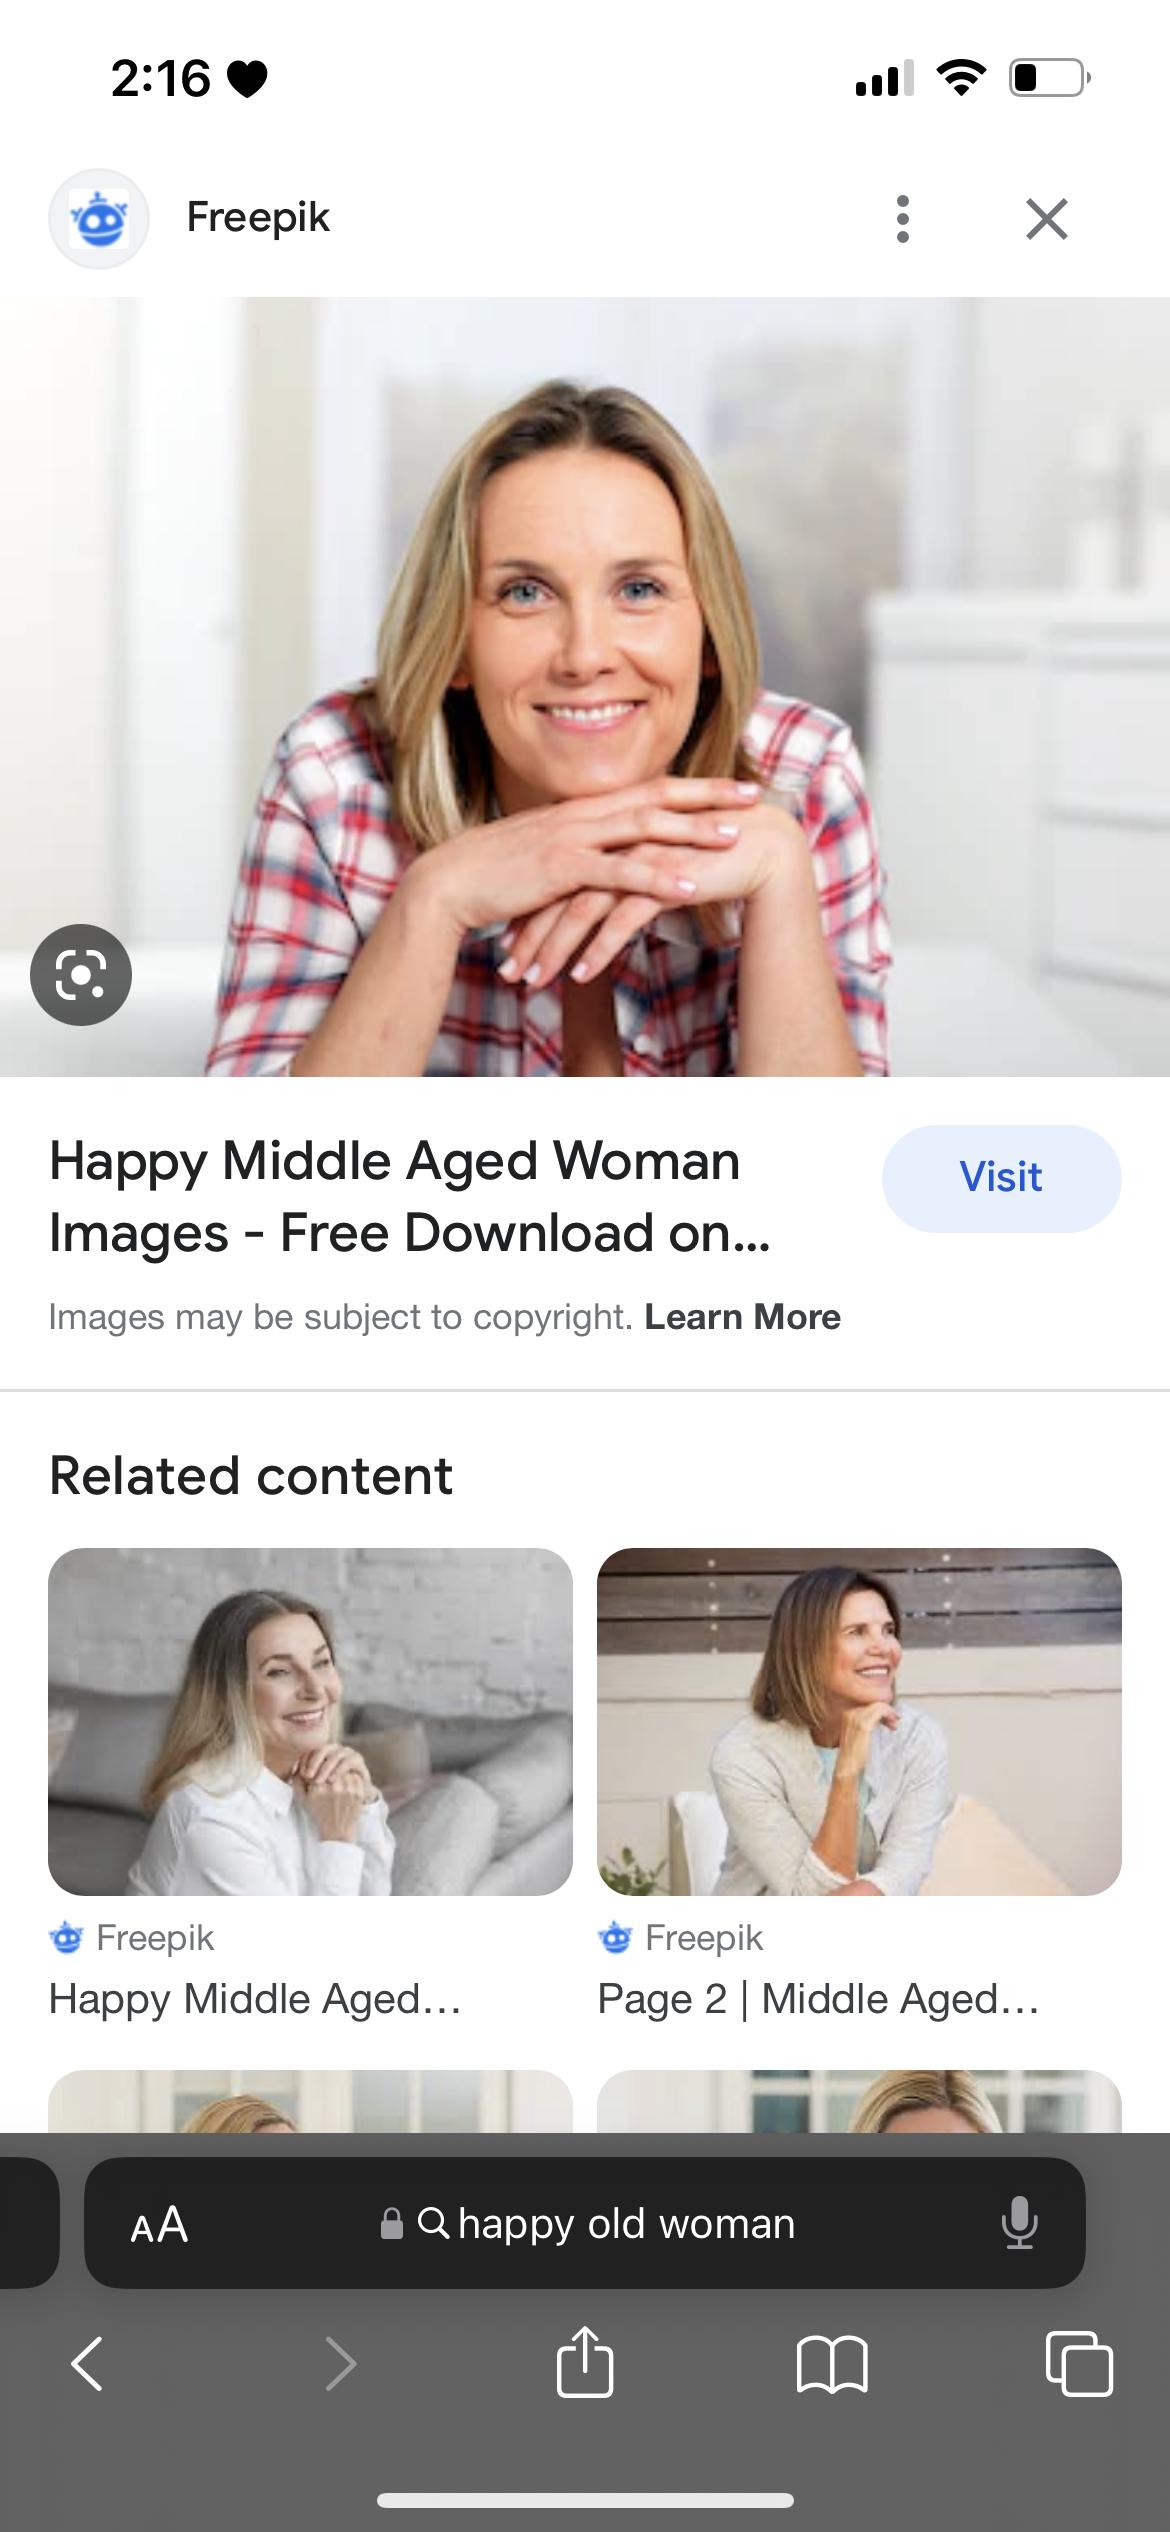 2:16
Freepik
Happy Middle Aged Woman
Images - Free Download on...
Visit
Images may be subject to copyright. Learn More
Related content
Freepik
Happy Middle Aged...
Freepik
Page 2 | Middle Aged...
AA
happy old woman